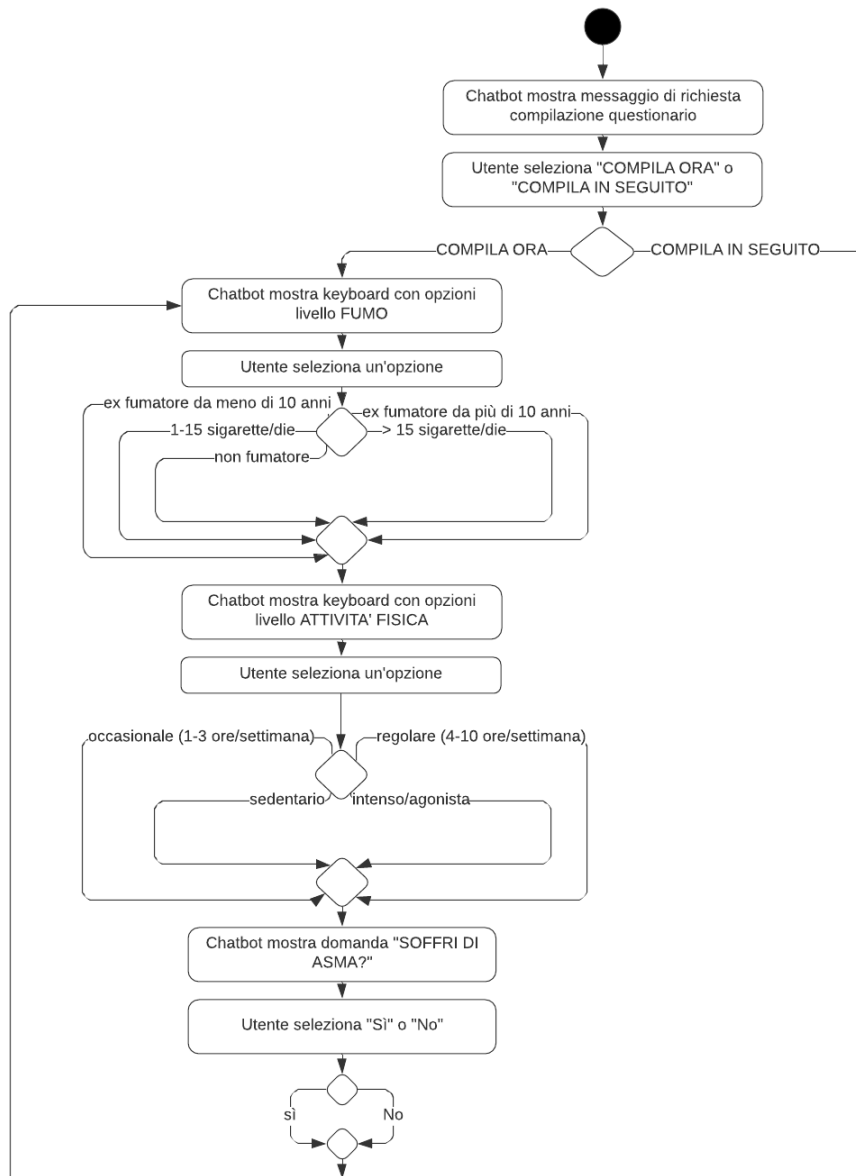 Chatbot mostra messaggio di richiesta
compilazione questionario
Utente seleziona "COMPILA ORA" o
"COMPILA IN SEGUITO"
COMPILA ORA
COMPILA IN SEGUITO
Chatbot mostra keyboard con opzioni
livello FUMO
Utente seleziona un'opzione
ex fumatore da meno di 10 anni
ex fumatore da più di 10 anni
1-15 sigarette/die
> 15 sigarette/die
non fumatore
Chatbot mostra keyboard con opzioni
livello ATTIVITA' FISICA
Utente seleziona un'opzione
occasionale (1-3 ore/settimana)
regolare (4-10 ore/settimana)
sedentario
intenso/agonista
Chatbot mostra domanda "SOFFRI DI
ASMA?"
Utente seleziona "Sì" o "No"
sì
No